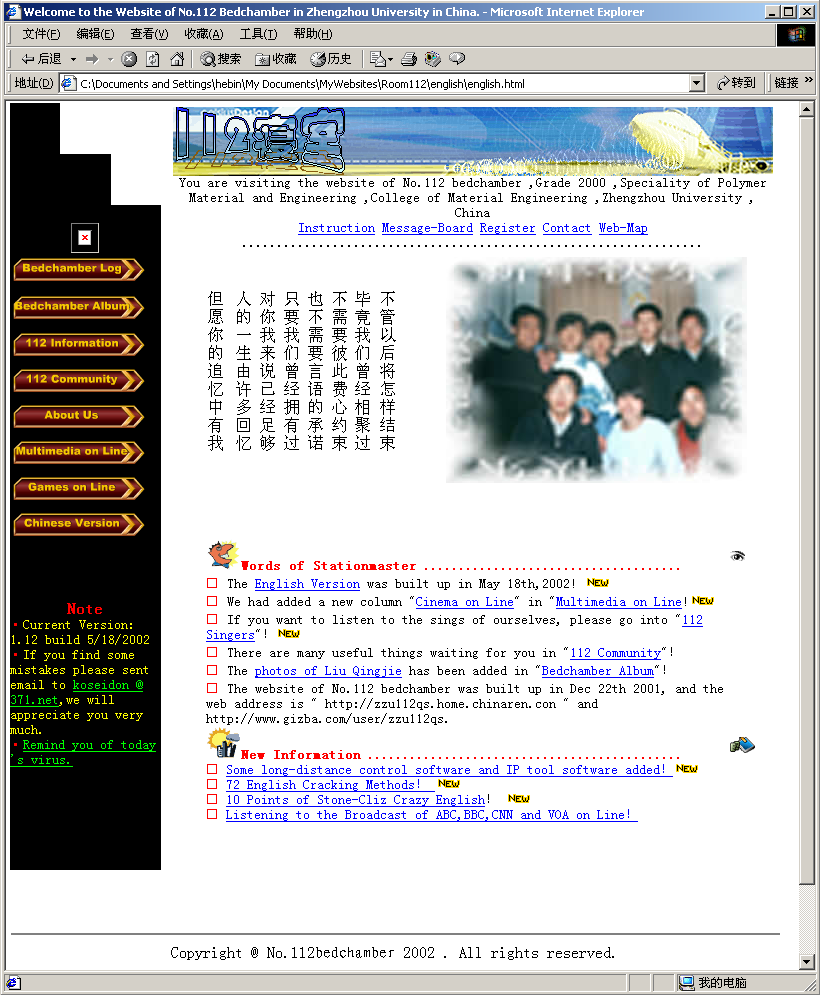 Welcome to the Website of No.112 Bedchamber in Zhengzhou University in China. - Microsoft Internet Explorer
文件(F) 编辑(E) 查看(V) 收藏(A) 工具(T) 帮助(H)
后退 搜索 收藏 历史
地址(D) C:\Documents and Settings\hebin\My Documents\MyWebsites\Room112\english\english.html 转到 链接 »
112寝室
You are visiting the website of No.112 bedchamber ,Grade 2000 ,Speciality of Polymer
Material and Engineering ,College of Material Engineering ,Zhengzhou University ,
China
Instruction Message-Board Register Contact Web-Map
Bedchamber Log
Bedchamber Album
112 Information
112 Community
About Us
Multimedia on Line
Games on Line
Chinese Version
不管以后将怎样结束
毕竟我们曾经相聚过
不需要彼此费心约束
也不需要言语的承诺
只要我们曾经拥有过
对你我来说已经足够
人的一生由许多回忆
但愿你的追忆中有我
Note
Current Version:
1.12 build 5/18/2002
If you find some
mistakes please sent
email to koseidon @
371.net,we will
appreciate you very
much.
Remind you of today
's virus.
Words of Stationmaster
The English Version was built up in May 18th,2002! NEW
We had added a new column "Cinema on Line" in "Multimedia on Line! NEW
If you want to listen to the sings of ourselves, please go into "112
Singers"! NEW
There are many useful things waiting for you in "112 Community"!
The photos of Liu Qingjie has been added in "Bedchamber Album"!
The website of No.112 bedchamber was built up in Dec 22th 2001, and the
web address is " http://zzu112qs.home.chinaren.con " and
http://www.gizba.com/user/zzu112qs.
New Information
Some long-distance control software and IP tool software added! NEW
72 English Cracking Methods! NEW
10 Points of Stone-Cliz Crazy English! NEW
Listening to the Broadcast of ABC,BBC,CNN and VOA on Line!
Copyright @ No.112bedchamber 2002 . All rights reserved.
我的电脑